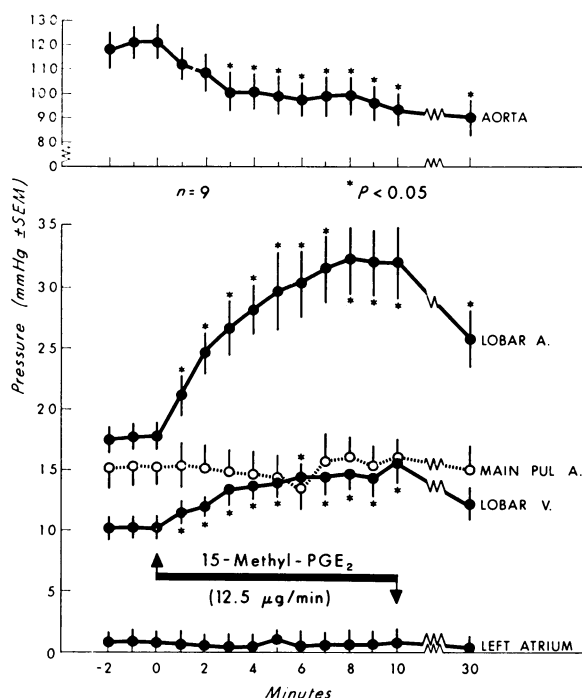 130
120
110
100
90
80
0
AORTA
n=9
* P < 0.05
Pressure (mmHg ±SEM)
35
30
25
20
15
10
5
0
LOBAR A.
MAIN PUL A.
LOBAR V.
15-Methyl-PGE2
(12.5 µg/min)
LEFT ATRIUM
-2 0 2 4 6 8 10 30
Minutes